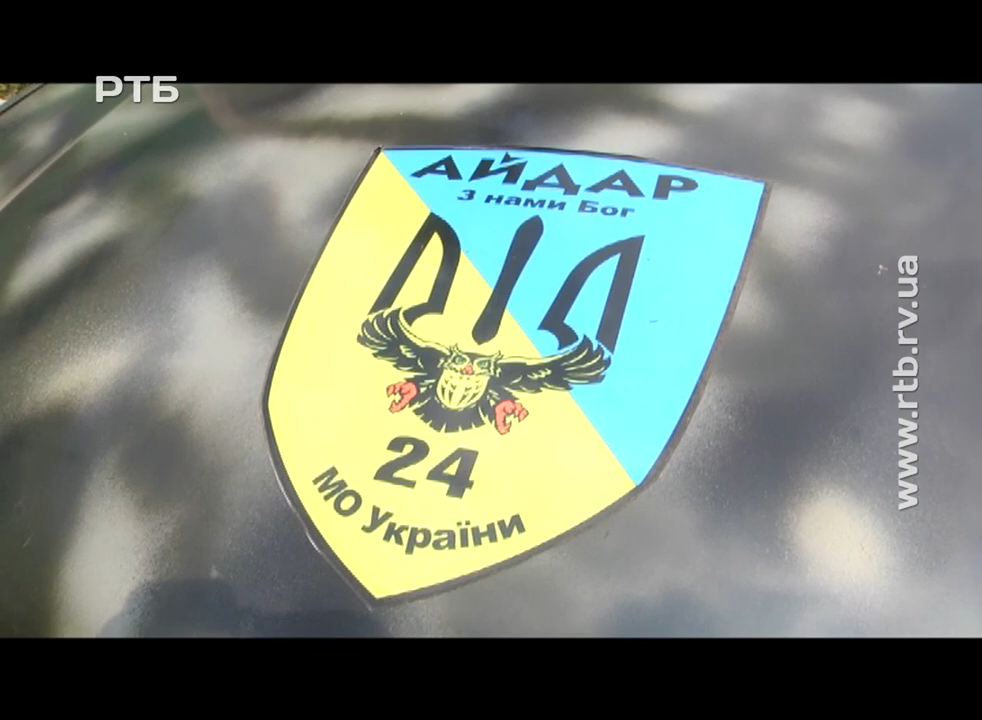 РТБ
АЙДАР
З нами Бог
24
МО України
www.rtb.rv.ua